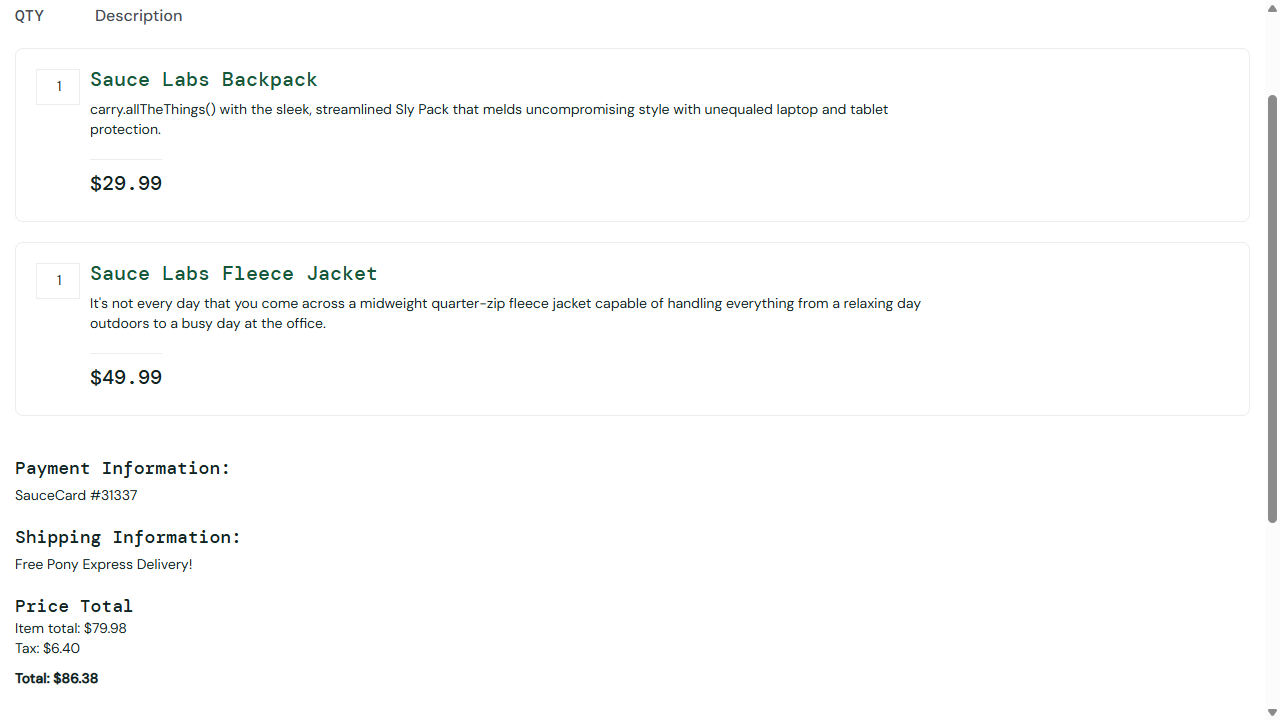 QTY Description
1 Sauce Labs Backpack
carry.allTheThings() with the sleek, streamlined Sly Pack that melds uncompromising style with unequaled laptop and tablet
protection.
$29.99
1 Sauce Labs Fleece Jacket
It's not every day that you come across a midweight quarter-zip fleece jacket capable of handling everything from a relaxing day
outdoors to a busy day at the office.
$49.99
Payment Information:
SauceCard #31337
Shipping Information:
Free Pony Express Delivery!
Price Total
Item total: $79.98
Tax: $6.40
Total: $86.38